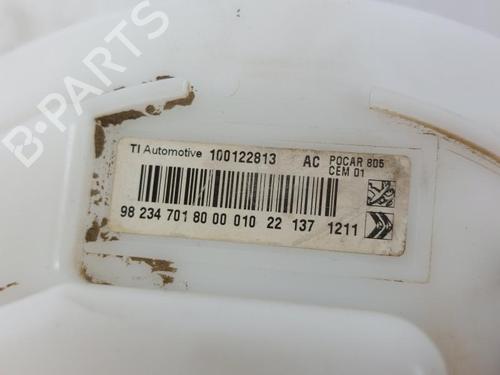 B-PARTS
TI Automotive 100122813 AC POCAR 805
CEM 01
98 234 701 80 00 010 22 137 1211